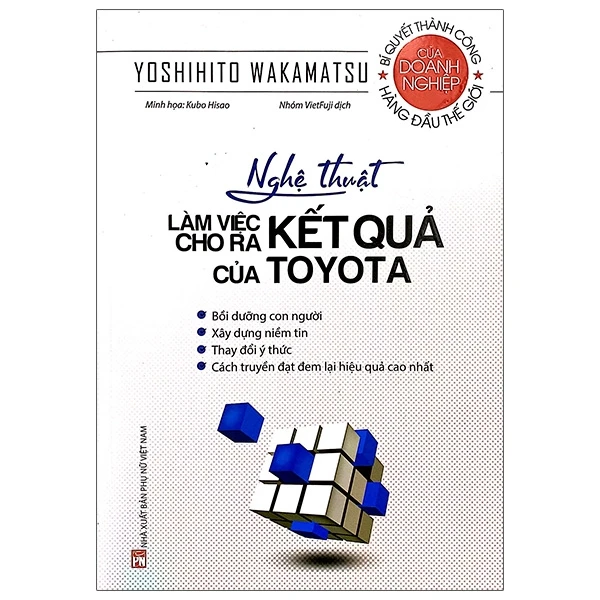 YOSHIHITO WAKAMATSU
Minh họa: Kubo Hisao
Nhóm VietFuji dịch
BÍ QUYẾT THÀNH CÔNG
CỦA
DOANH
NGHIỆP
HÀNG ĐẦU THẾ GIỚI
Nghệ thuật
LÀM VIỆC
CHO RA KẾT QUẢ
CỦA TOYOTA
Bồi dưỡng con người
Xây dựng niềm tin
Thay đổi ý thức
Cách truyền đạt đem lại hiệu quả cao nhất
NHÀ XUẤT BẢN PHỤ NỮ VIỆT NAM
PN